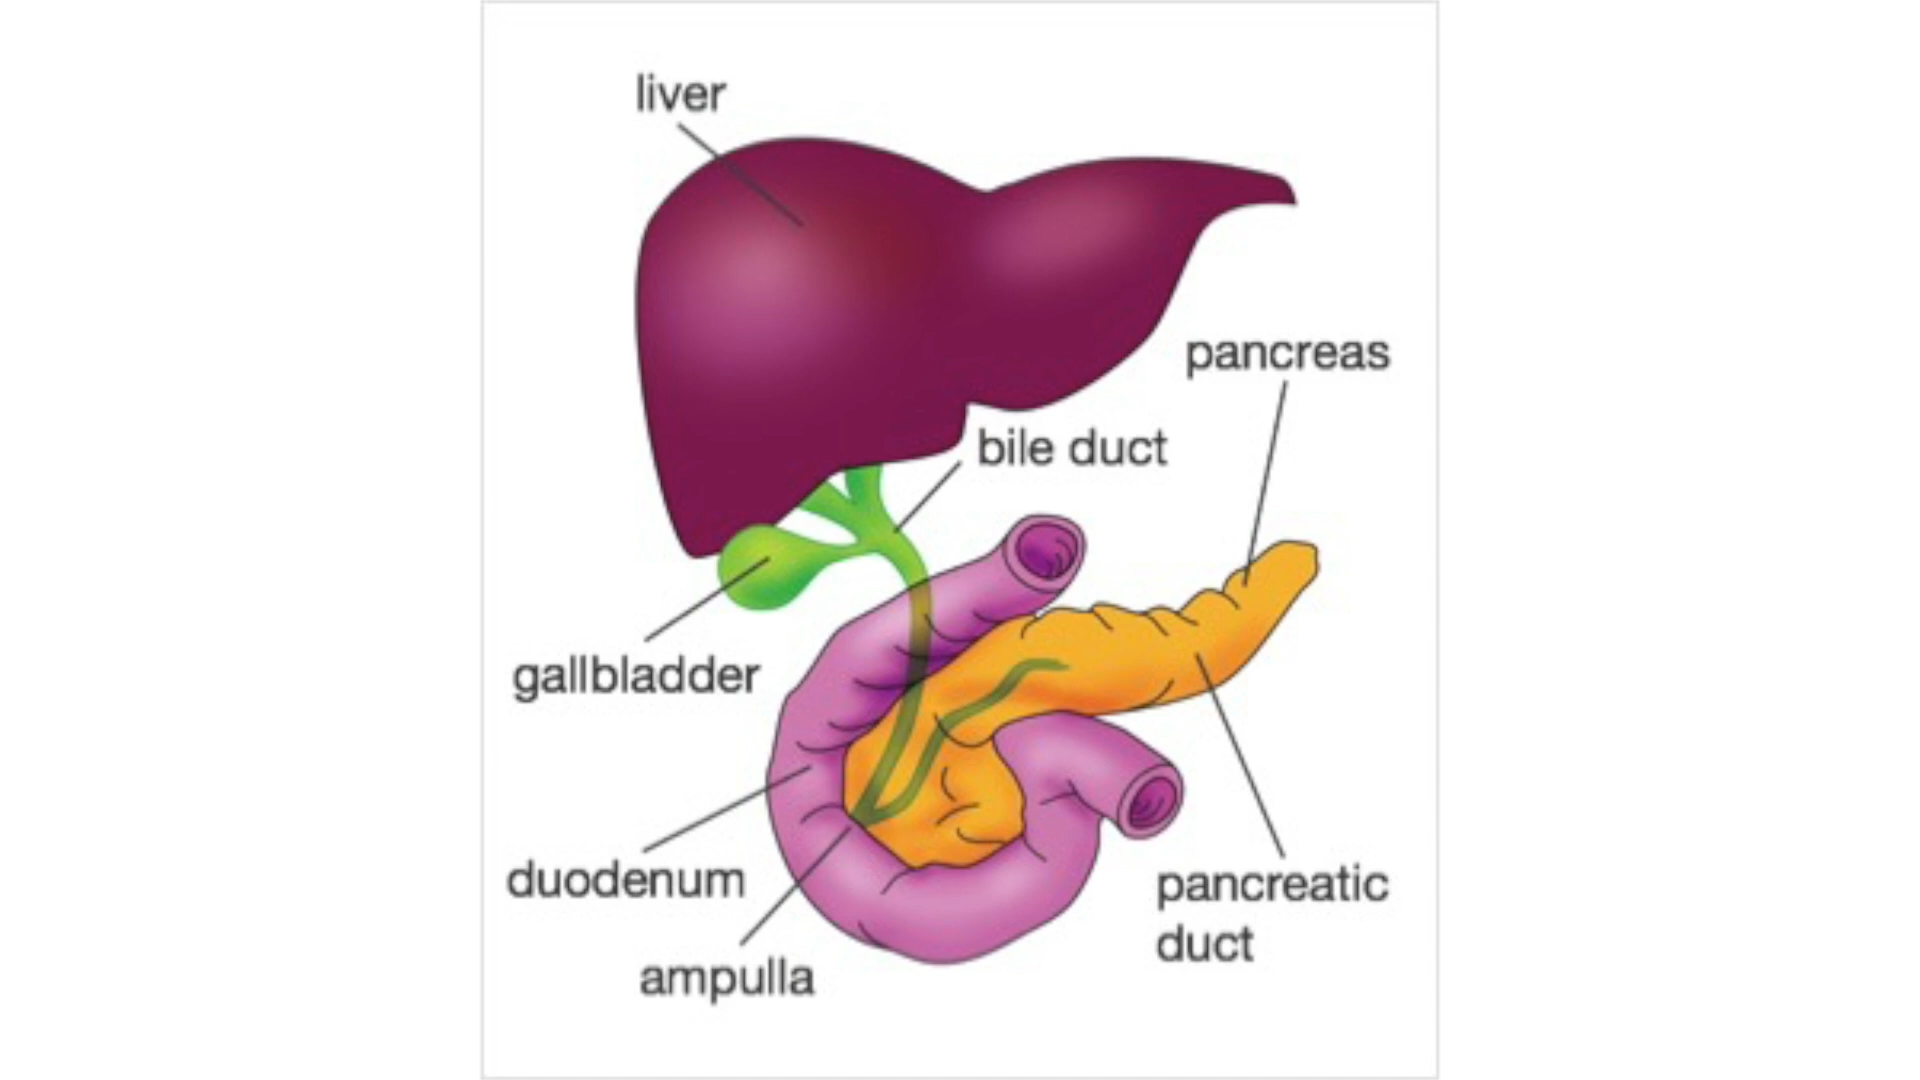 liver
pancreas
bile duct
gallbladder
duodenum
pancreatic
duct
ampulla